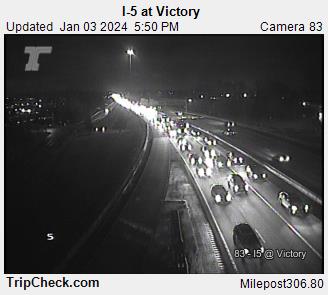 I-5 at Victory
Updated Jan 03 2024 5:50 PM Camera 83
S
83 - I5 @ Victory
TripCheck.com Milepost306.80